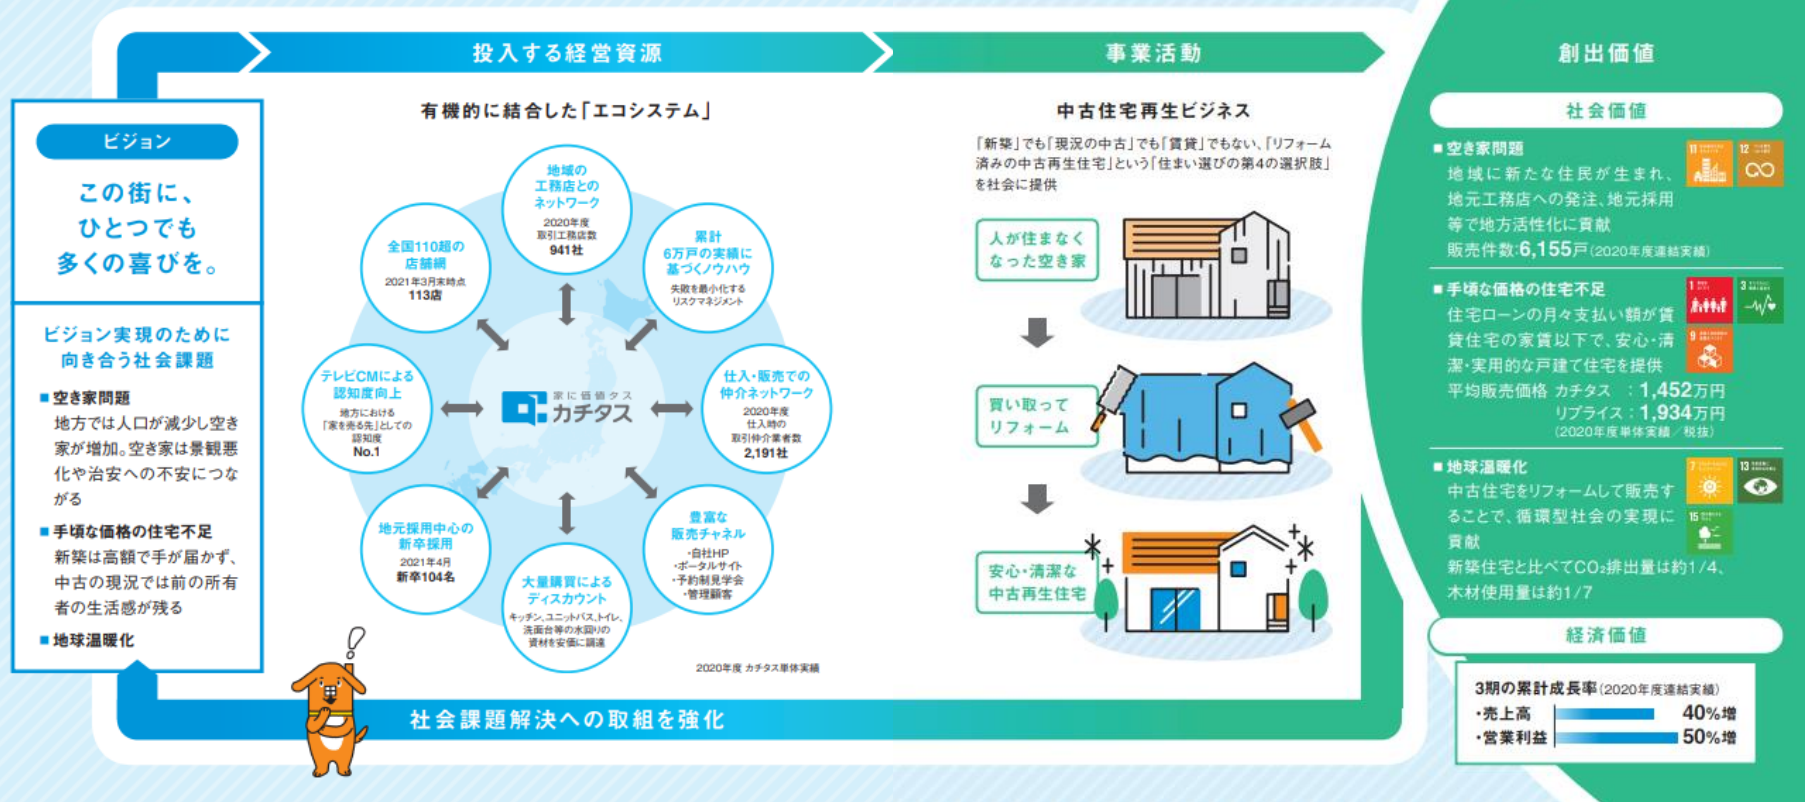 投入する経営資源
事業活動
創出価値
ビジョン
この街に、
ひとつでも
多くの喜びを。
ビジョン実現のために
向き合う社会課題
■空き家問題
地方では人口が減少し空き
家が増加。空き家は景観悪
化や治安への不安につな
がる
■手頃な価格の住宅不足
新築は高額で手が届かず、
中古の現況では前の所有
者の生活感が残る
■地球温暖化
有機的に結合した「エコシステム」
地域の
工務店との
ネットワーク
2020年度
取引工務店数
941社
累計
6万戸の実績に
基づくノウハウ
失敗を最小化する
リスクマネジメント
仕入・販売での
仲介ネットワーク
2020年度
仕入時の
取引仲介業者数
2,191社
豊富な
販売チャネル
・自社HP
・ポータルサイト
・予約制見学会
・管理顧客
大量購買による
ディスカウント
キッチン、ユニットバス、トイレ、
洗面台等の水回りの
資材を安価に調達
地元採用中心の
新卒採用
2021年4月
新卒104名
テレビCMによる
認知度向上
地方における
「家を売る先」としての
認知度
No.1
全国110超の
店舗網
2021年3月末時点
113店
家に価値タス
カチタス
2020年度 カチタス単体実績
中古住宅再生ビジネス
「新築」でも「現況の中古」でも「賃貸」でもない、「リフォーム
済みの中古再生住宅」という「住まい選びの第4の選択肢」
を社会に提供
人が住まなく
なった空き家
買い取って
リフォーム
安心・清潔な
中古再生住宅
社会価値
■空き家問題
地域に新たな住民が生まれ、
地元工務店への発注、地元採用
等で地方活性化に貢献
販売件数:6,155戸(2020年度連結実績)
11
12
■手頃な価格の住宅不足
住宅ローンの月々支払い額が賃
貸住宅の家賃以下で、安心・清
潔・実用的な戸建て住宅を提供
平均販売価格 カチタス :1,452万円
リプライス:1,934万円
(2020年度単体実績/税抜)
1
3
9
■地球温暖化
中古住宅をリフォームして販売す
ることで、循環型社会の実現に
貢献
新築住宅と比べてCO₂排出量は約1/4、
木材使用量は約1/7
7
13
15
経済価値
3期の累計成長率(2020年度連結実績)
・売上高 40%増
・営業利益 50%増
社会課題解決への取組を強化